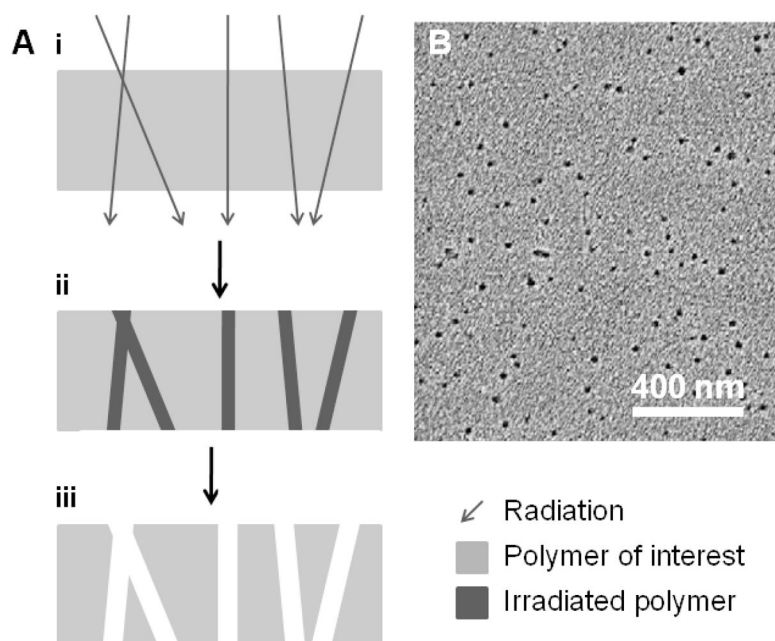 A
i
ii
iii
B
400 nm
Radiation
Polymer of interest
Irradiated polymer